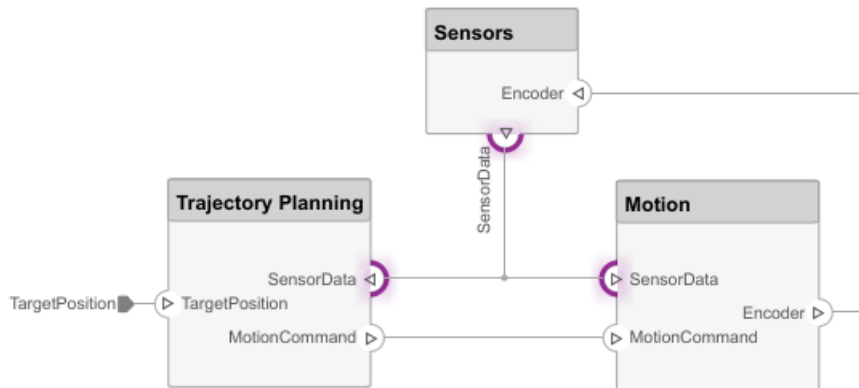 Sensors
Encoder
SensorData
Trajectory Planning
Motion
SensorData
SensorData
TargetPosition
TargetPosition
Encoder
MotionCommand
MotionCommand